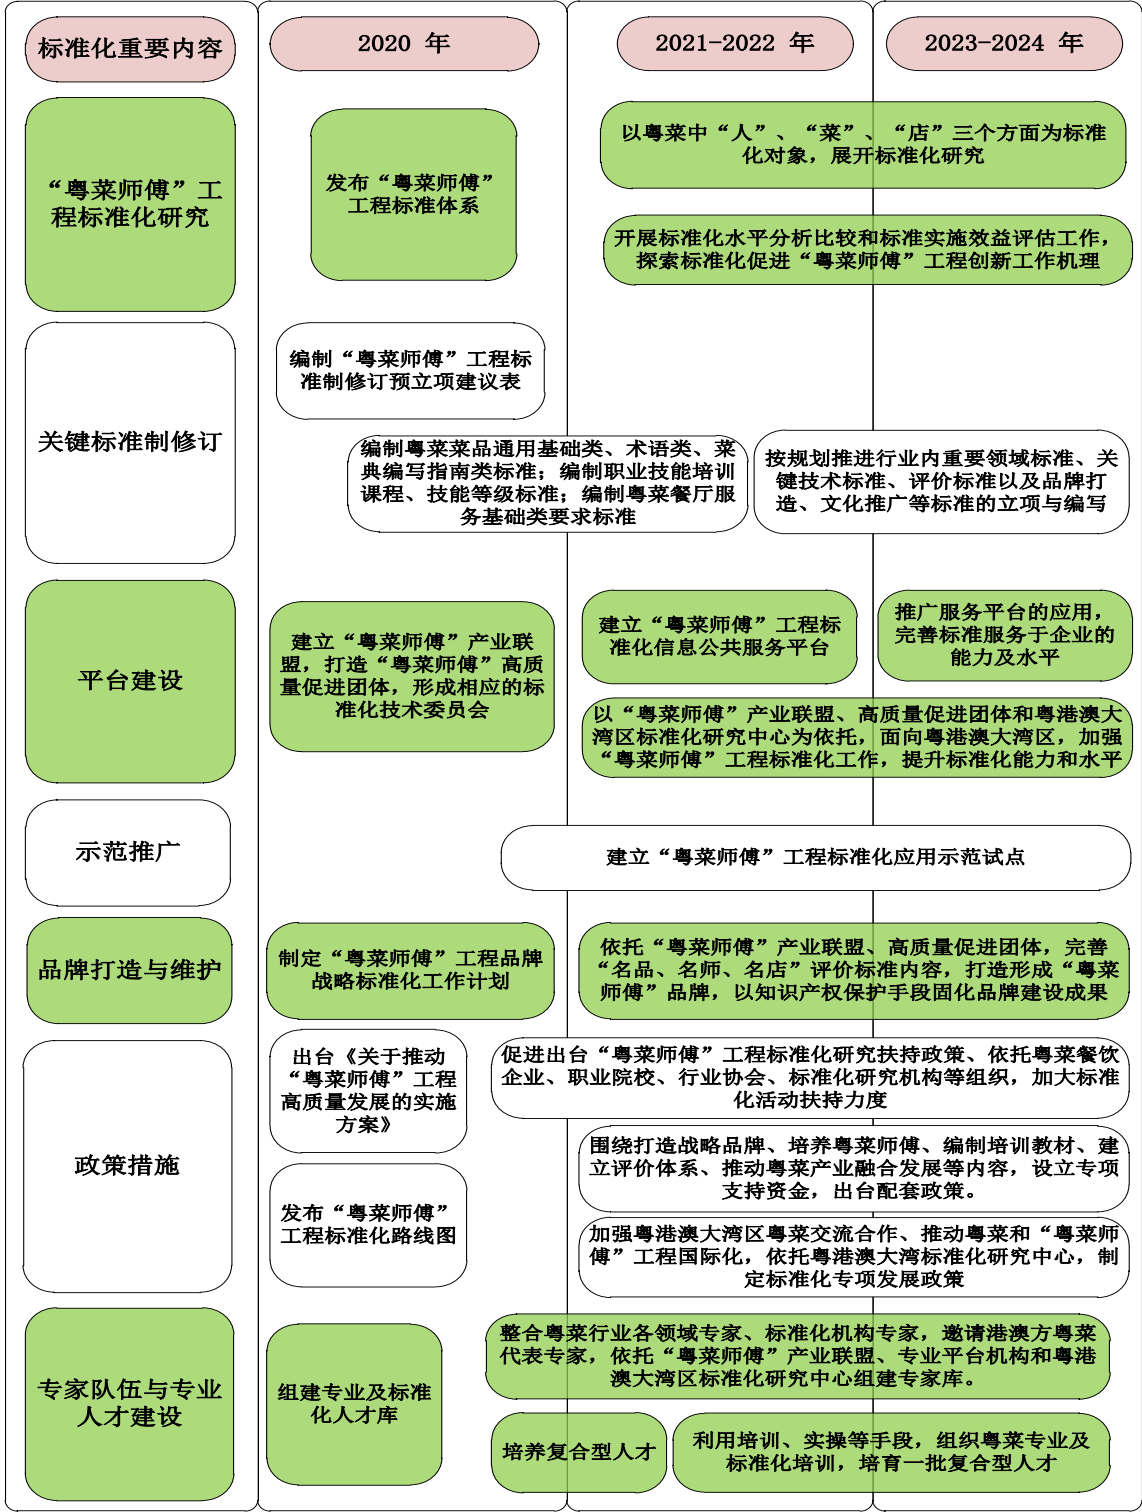 标准化重要内容
2020 年
2021-2022 年
2023-2024 年
“粤菜师傅”工
程标准化研究
发布“粤菜师傅”
工程标准体系
以粤菜中“人”、“菜”、“店”三个方面为标准
化对象，展开标准化研究
开展标准化水平分析比较和标准实施效益评估工作，
探索标准化促进“粤菜师傅”工程创新工作机理
关键标准制修订
编制“粤菜师傅”工程标
准制修订预立项建议表
编制粤菜菜品通用基础类、术语类、菜
典编写指南类标准；编制职业技能培训
课程、技能等级标准；编制粤菜餐厅服
务基础类要求标准
按规划推进行业内重要领域标准、关
键技术标准、评价标准以及品牌打
造、文化推广等标准的立项与编写
平台建设
建立“粤菜师傅”产业联
盟，打造“粤菜师傅”高质
量促进团体，形成相应的标
准化技术委员会
建立“粤菜师傅”工程标
准化信息公共服务平台
推广服务平台的应用，
完善标准服务于企业的
能力及水平
以“粤菜师傅”产业联盟、高质量促进团体和粤港澳大
湾区标准化研究中心为依托，面向粤港澳大湾区，加强
“粤菜师傅”工程标准化工作，提升标准化能力和水平
示范推广
建立“粤菜师傅”工程标准化应用示范试点
品牌打造与维护
制定“粤菜师傅”工程品牌
战略标准化工作计划
依托“粤菜师傅”产业联盟、高质量促进团体，完善
“名品、名师、名店”评价标准内容，打造形成“粤菜
师傅”品牌，以知识产权保护手段固化品牌建设成果
政策措施
出台《关于推动
“粤菜师傅”工程
高质量发展的实施
方案》
发布“粤菜师傅”
工程标准化路线图
促进出台“粤菜师傅”工程标准化研究扶持政策、依托粤菜餐饮
企业、职业院校、行业协会、标准化研究机构等组织，加大标准
化活动扶持力度
围绕打造战略品牌、培养粤菜师傅、编制培训教材、建
立评价体系、推动粤菜产业融合发展等内容，设立专项
支持资金，出台配套政策。
加强粤港澳大湾区粤菜交流合作、推动粤菜和“粤菜师
傅”工程国际化，依托粤港澳大湾标准化研究中心，制
定标准化专项发展政策
专家队伍与专业
人才建设
组建专业及标准
化人才库
整合粤菜行业各领域专家、标准化机构专家，邀请港澳方粤菜
代表专家，依托“粤菜师傅”产业联盟、专业平台机构和粤港
澳大湾区标准化研究中心组建专家库。
培养复合型人才
利用培训、实操等手段，组织粤菜专业及
标准化培训，培育一批复合型人才